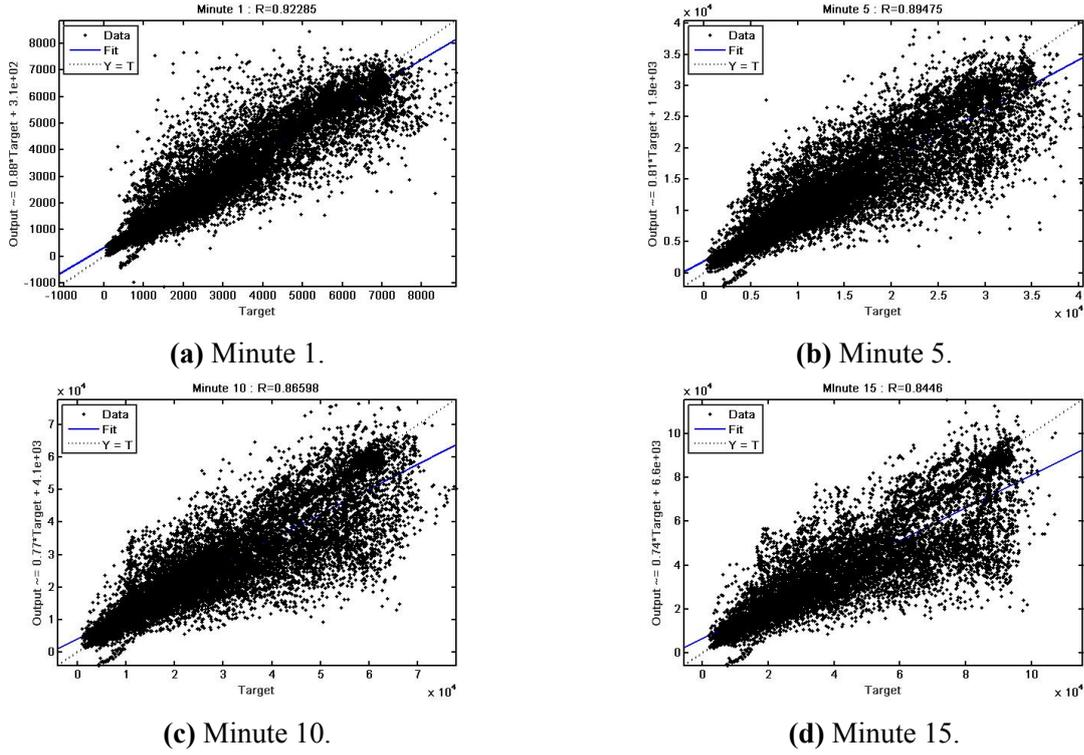 Minute 1 : R=0.92285
Data
Fit
Y = T
8000
7000
6000
5000
4000
3000
2000
1000
0
-1000
Output ~= 0.88*Target + 3.1e+02
-1000 0 1000 2000 3000 4000 5000 6000 7000 8000
Target
(a) Minute 1.
Minute 5 : R=0.89475
x 10^4
Data
Fit
Y = T
4
3.5
3
2.5
2
1.5
1
0.5
0
Output ~= 0.81*Target + 1.9e+03
0 0.5 1 1.5 2 2.5 3 3.5 4
Target
x 10^4
(b) Minute 5.
Minute 10 : R=0.86598
x 10^4
Data
Fit
Y = T
7
6
5
4
3
2
1
0
Output ~= 0.77*Target + 4.1e+03
0 1 2 3 4 5 6 7
Target
x 10^4
(c) Minute 10.
Minute 15 : R=0.8446
x 10^4
Data
Fit
Y = T
10
8
6
4
2
0
Output ~= 0.74*Target + 6.6e+03
0 2 4 6 8 10
Target
x 10^4
(d) Minute 15.